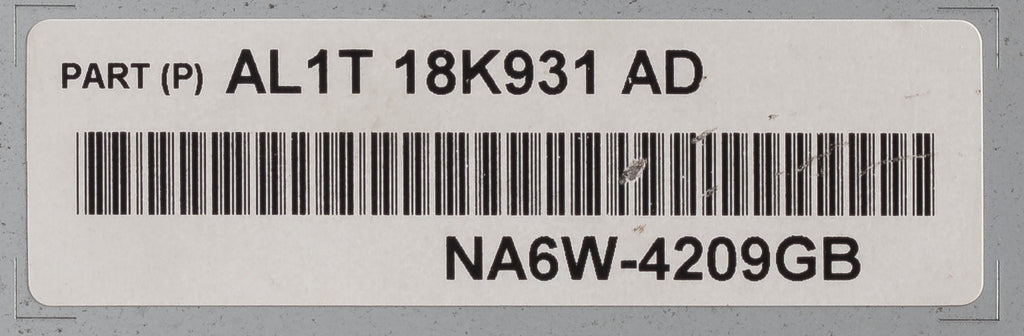 PART (P) AL1T 18K931 AD
NA6W-4209GB